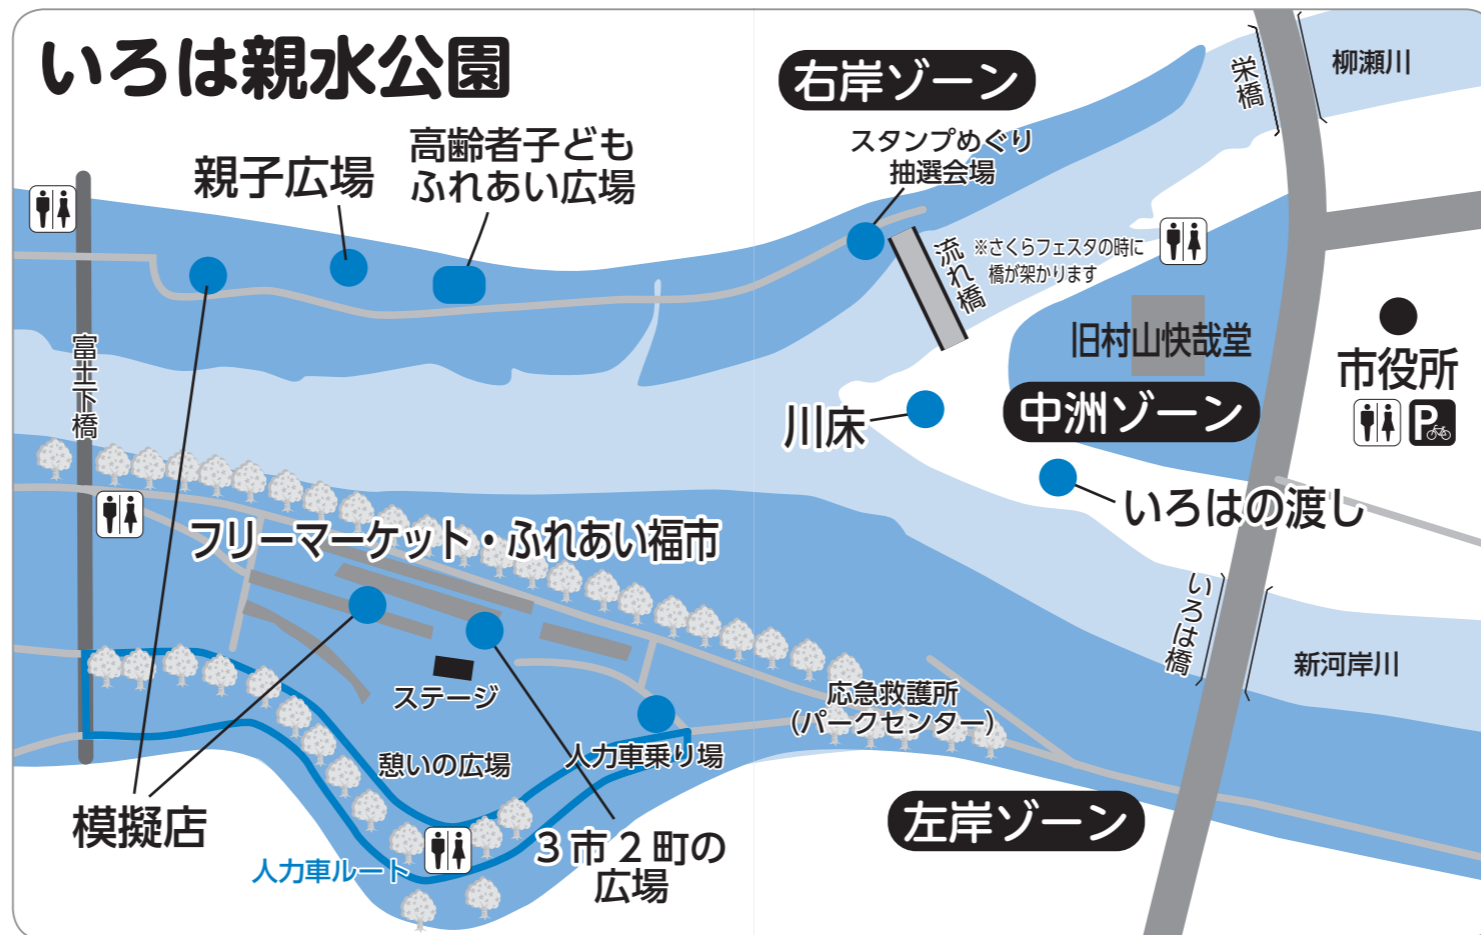 いろは親水公園
右岸ゾーン
柳瀬川
栄橋
スタンプめぐり
抽選会場
高齢者子ども
ふれあい広場
親子広場
流れ橋
※さくらフェスタの時に
橋が架かります
旧村山快哉堂
市役所
P
富士下橋
中洲ゾーン
川床
いろはの渡し
フリーマーケット・ふれあい福市
いろは橋
新河岸川
ステージ
応急救護所
(パークセンター)
憩いの広場
人力車乗り場
模擬店
左岸ゾーン
3市2町の
広場
人力車ルート